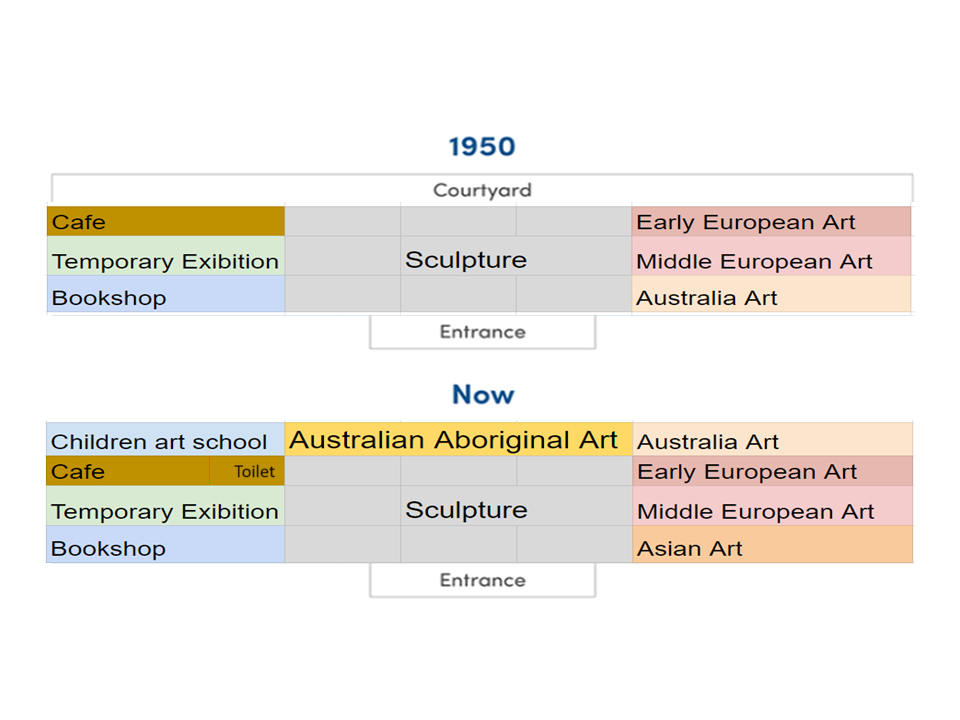 1950
Courtyard
Cafe
Early European Art
Temporary Exibition
Sculpture
Middle European Art
Bookshop
Australia Art
Entrance
Now
Children art school
Australian Aboriginal Art
Australia Art
Cafe
Toilet
Early European Art
Temporary Exibition
Sculpture
Middle European Art
Bookshop
Asian Art
Entrance